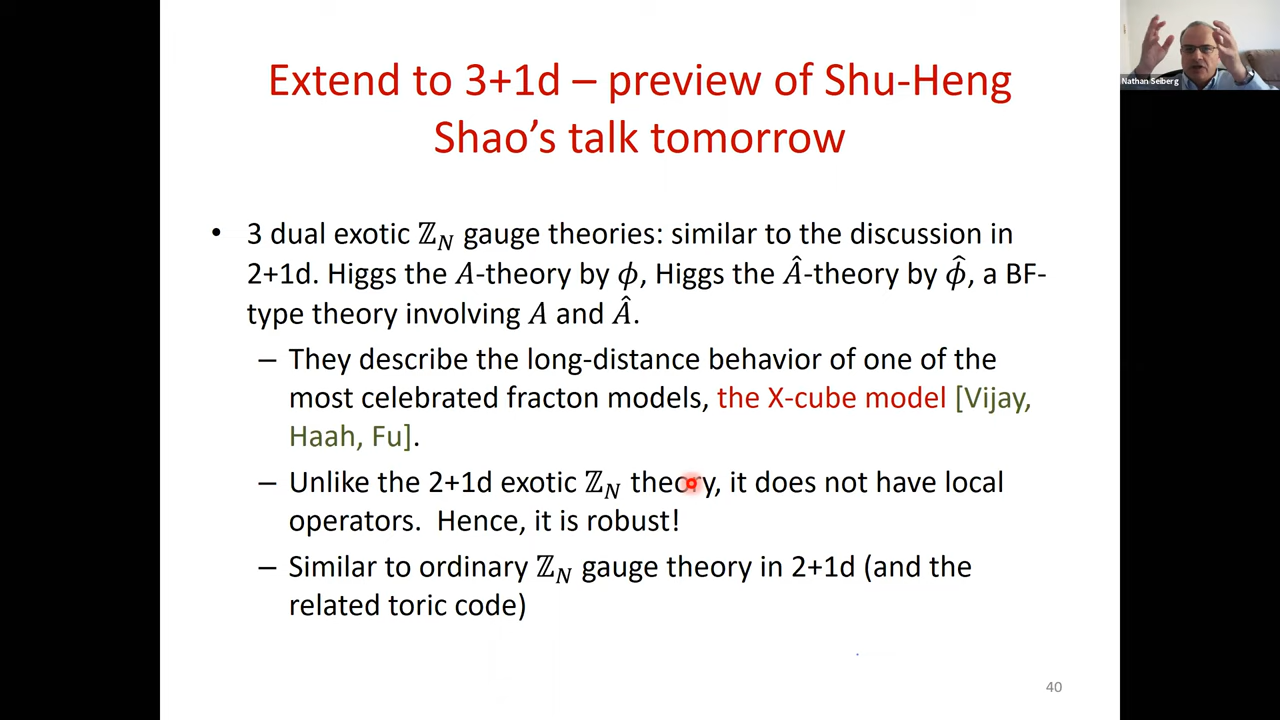 Extend to 3+1d – preview of Shu-Heng
Shao's talk tomorrow
Nathan Seiberg
• 3 dual exotic ℤ_N gauge theories: similar to the discussion in
2+1d. Higgs the A-theory by ϕ, Higgs the Â-theory by ϕ̂, a BF-
type theory involving A and Â.
– They describe the long-distance behavior of one of the
most celebrated fracton models, the X-cube model [Vijay,
Haah, Fu].
– Unlike the 2+1d exotic ℤ_N theory, it does not have local
operators. Hence, it is robust!
– Similar to ordinary ℤ_N gauge theory in 2+1d (and the
related toric code)
40